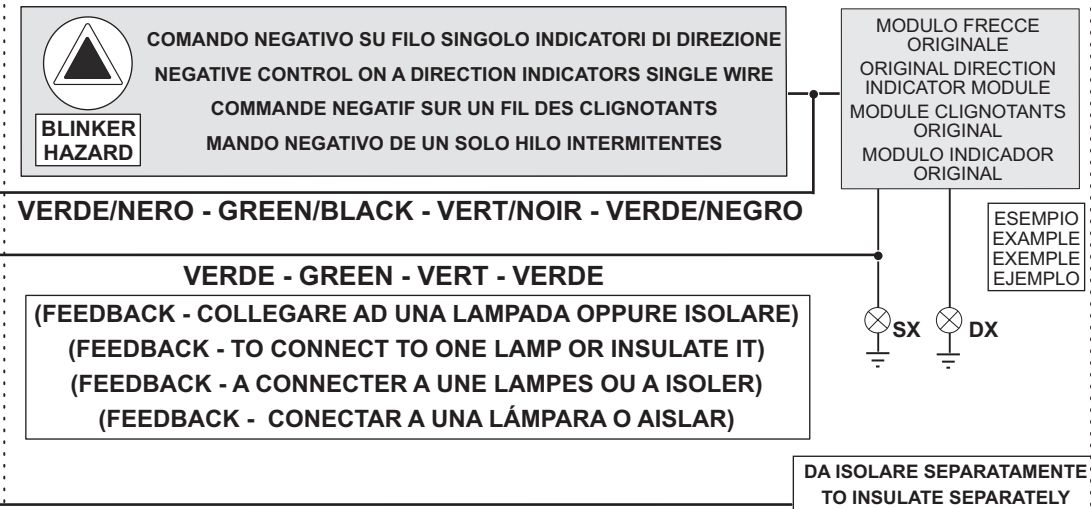 COMANDO NEGATIVO SU FILO SINGOLO INDICATORI DI DIREZIONE
NEGATIVE CONTROL ON A DIRECTION INDICATORS SINGLE WIRE
COMMANDE NEGATIF SUR UN FIL DES CLIGNOTANTS
MANDO NEGATIVO DE UN SOLO HILO INTERMITENTES
BLINKER
HAZARD
MODULO FRECCE
ORIGINALE
ORIGINAL DIRECTION
INDICATOR MODULE
MODULE CLIGNOTANTS
ORIGINAL
MODULO INDICADOR
ORIGINAL
VERDE/NERO - GREEN/BLACK - VERT/NOIR - VERDE/NEGRO
ESEMPIO
EXAMPLE
EXEMPLE
EJEMPLO
VERDE - GREEN - VERT - VERDE
(FEEDBACK - COLLEGARE AD UNA LAMPADA OPPURE ISOLARE)
(FEEDBACK - TO CONNECT TO ONE LAMP OR INSULATE IT)
(FEEDBACK - A CONNECTER A UNE LAMPES OU A ISOLER)
(FEEDBACK - CONECTAR A UNA LÁMPARA O AISLAR)
SX
DX
DA ISOLARE SEPARATAMENTE
TO INSULATE SEPARATELY